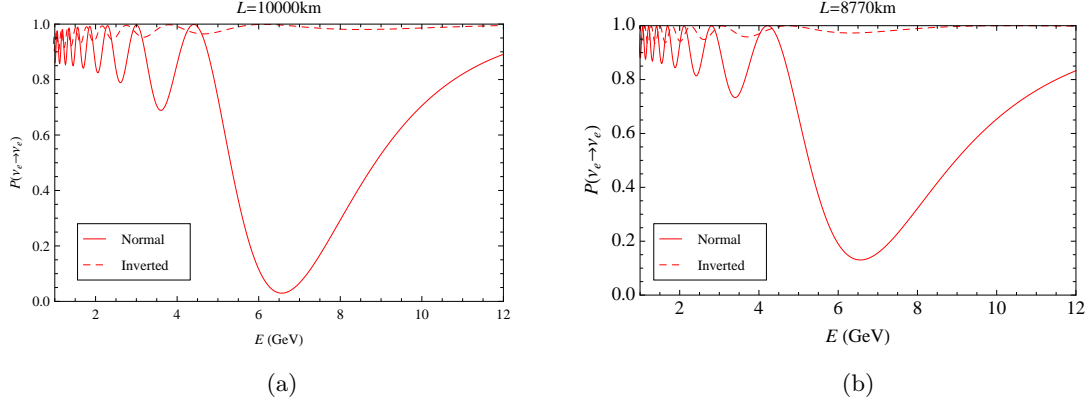 L=10000km
P(νₑ→νₑ)
1.0
0.8
0.6
0.4
0.2
0.0
Normal
Inverted
2 4 6 8 10 12
E (GeV)
(a)
L=8770km
P(νₑ→νₑ)
1.0
0.8
0.6
0.4
0.2
0.0
Normal
Inverted
2 4 6 8 10 12
E (GeV)
(b)